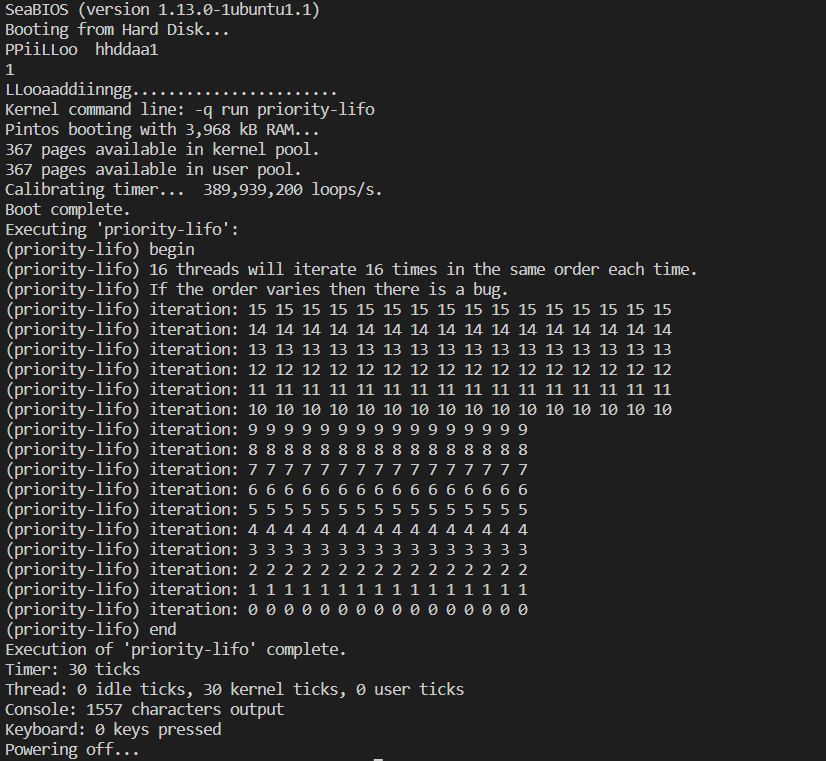 SeaBIOS (version 1.13.0-1ubuntu1.1)
Booting from Hard Disk...
PPiiLLoo  hhddaa1
1
LLooaaddiinngg.......................
Kernel command line: -q run priority-lifo
Pintos booting with 3,968 kB RAM...
367 pages available in kernel pool.
367 pages available in user pool.
Calibrating timer...  389,939,200 loops/s.
Boot complete.
Executing 'priority-lifo':
(priority-lifo) begin
(priority-lifo) 16 threads will iterate 16 times in the same order each time.
(priority-lifo) If the order varies then there is a bug.
(priority-lifo) iteration: 15 15 15 15 15 15 15 15 15 15 15 15 15 15 15 15
(priority-lifo) iteration: 14 14 14 14 14 14 14 14 14 14 14 14 14 14 14 14
(priority-lifo) iteration: 13 13 13 13 13 13 13 13 13 13 13 13 13 13 13 13
(priority-lifo) iteration: 12 12 12 12 12 12 12 12 12 12 12 12 12 12 12 12
(priority-lifo) iteration: 11 11 11 11 11 11 11 11 11 11 11 11 11 11 11 11
(priority-lifo) iteration: 10 10 10 10 10 10 10 10 10 10 10 10 10 10 10 10
(priority-lifo) iteration: 9 9 9 9 9 9 9 9 9 9 9 9 9 9 9 9
(priority-lifo) iteration: 8 8 8 8 8 8 8 8 8 8 8 8 8 8 8 8
(priority-lifo) iteration: 7 7 7 7 7 7 7 7 7 7 7 7 7 7 7 7
(priority-lifo) iteration: 6 6 6 6 6 6 6 6 6 6 6 6 6 6 6 6
(priority-lifo) iteration: 5 5 5 5 5 5 5 5 5 5 5 5 5 5 5 5
(priority-lifo) iteration: 4 4 4 4 4 4 4 4 4 4 4 4 4 4 4 4
(priority-lifo) iteration: 3 3 3 3 3 3 3 3 3 3 3 3 3 3 3 3
(priority-lifo) iteration: 2 2 2 2 2 2 2 2 2 2 2 2 2 2 2 2
(priority-lifo) iteration: 1 1 1 1 1 1 1 1 1 1 1 1 1 1 1 1
(priority-lifo) iteration: 0 0 0 0 0 0 0 0 0 0 0 0 0 0 0 0
(priority-lifo) end
Execution of 'priority-lifo' complete.
Timer: 30 ticks
Thread: 0 idle ticks, 30 kernel ticks, 0 user ticks
Console: 1557 characters output
Keyboard: 0 keys pressed
Powering off...